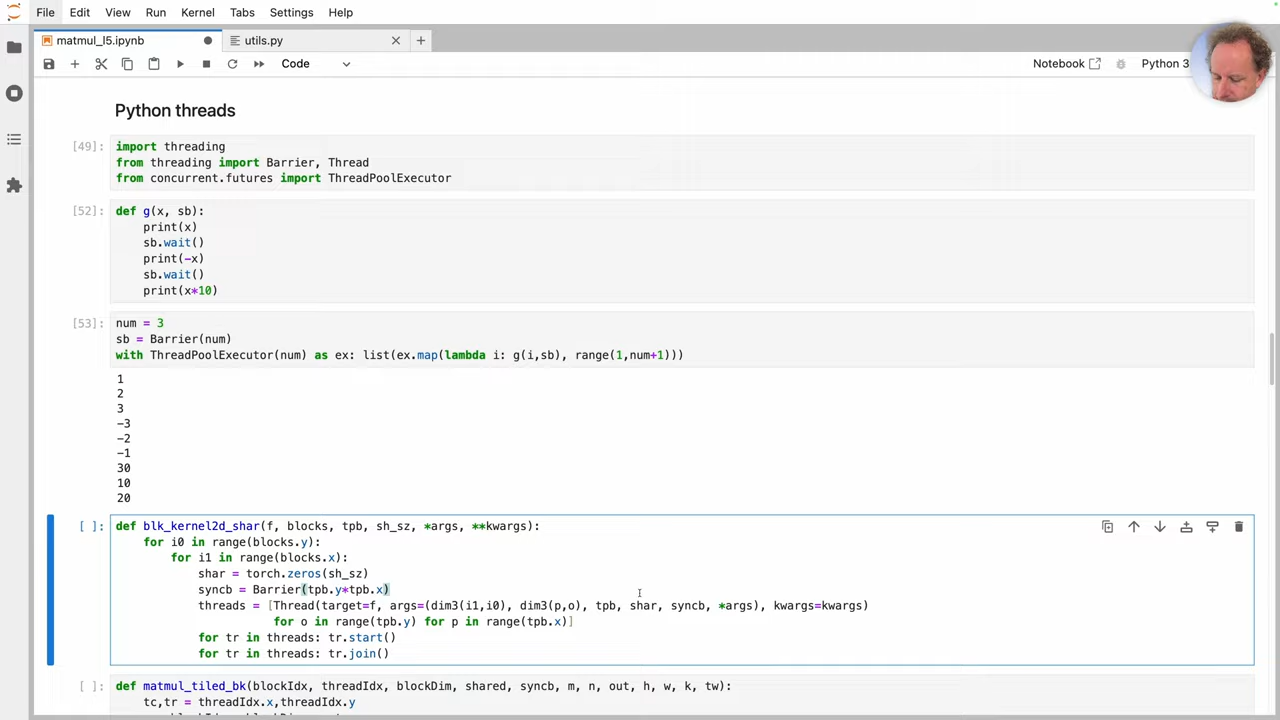 File Edit View Run Kernel Tabs Settings Help
matmul_l5.ipynb utils.py
Code Notebook Python 3
Python threads
[49]: import threading
from threading import Barrier, Thread
from concurrent.futures import ThreadPoolExecutor
[52]: def g(x, sb):
print(x)
sb.wait()
print(-x)
sb.wait()
print(x*10)
[53]: num = 3
sb = Barrier(num)
with ThreadPoolExecutor(num) as ex: list(ex.map(lambda i: g(i,sb), range(1,num+1)))
1
2
3
-3
-2
-1
30
10
20
[ ]: def blk_kernel2d_shar(f, blocks, tpb, sh_sz, *args, **kwargs):
for i0 in range(blocks.y):
for i1 in range(blocks.x):
shar = torch.zeros(sh_sz)
syncb = Barrier(tpb.y*tpb.x)
threads = [Thread(target=f, args=(dim3(i1,i0), dim3(p,o), tpb, shar, syncb, *args), kwargs=kwargs)
for o in range(tpb.y) for p in range(tpb.x)]
for tr in threads: tr.start()
for tr in threads: tr.join()
[ ]: def matmul_tiled_bk(blockIdx, threadIdx, blockDim, shared, syncb, m, n, out, h, w, k, tw):
tc,tr = threadIdx.x,threadIdx.y